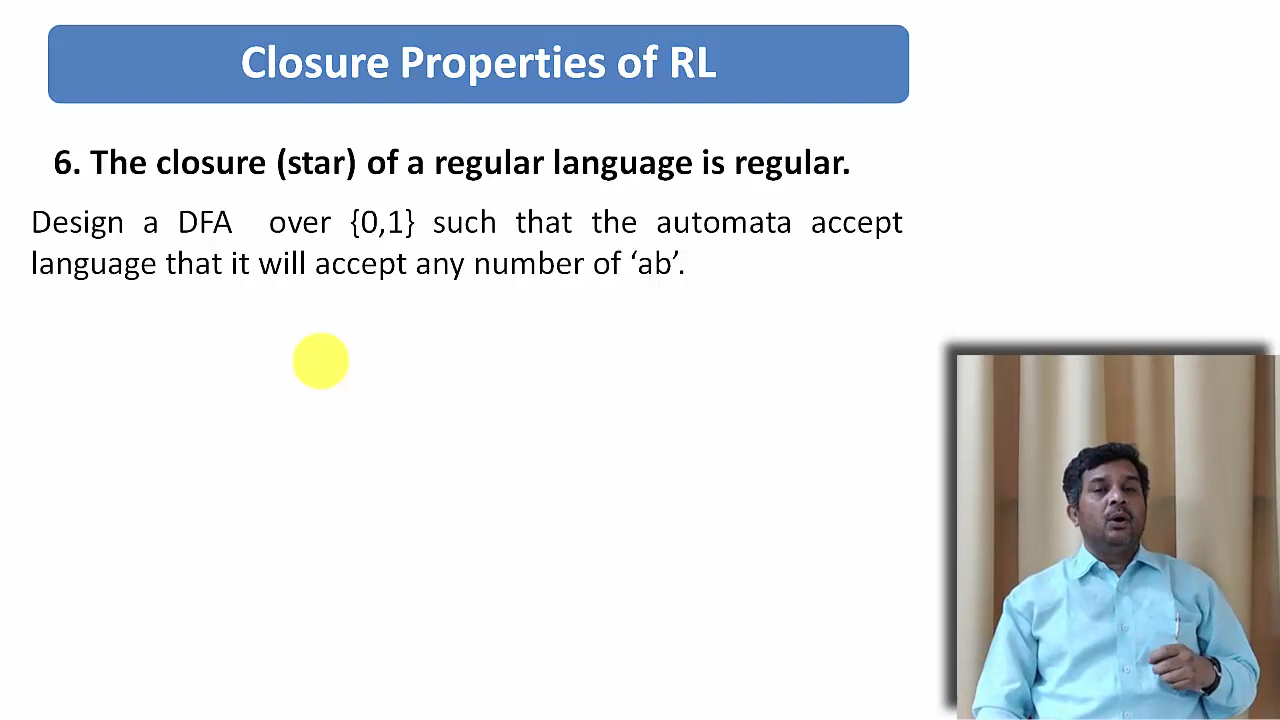 Closure Properties of RL
6. The closure (star) of a regular language is regular.
Design a DFA over {0,1} such that the automata accept
language that it will accept any number of ‘ab’.